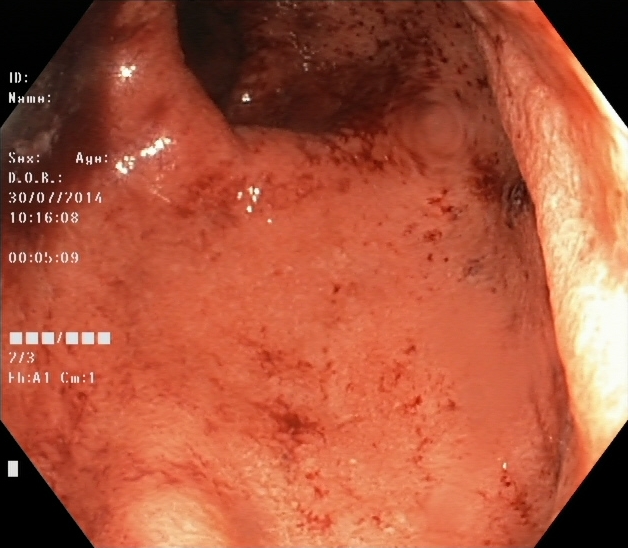 ID:
Name:
Sex: Age:
D.O.B.:
30/07/2014
10:16:08
00:05:09
■■■/■■■
2/3
Eh:A1 Cm:1